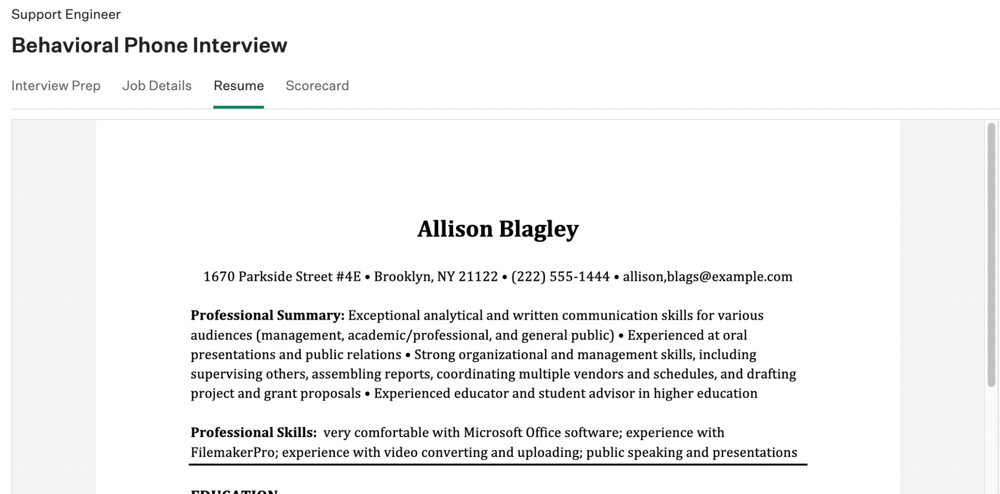 Support Engineer
Behavioral Phone Interview
Interview Prep Job Details Resume Scorecard
Allison Blagley
1670 Parkside Street #4E • Brooklyn, NY 21122 • (222) 555-1444 • allison,blags@example.com
Professional Summary: Exceptional analytical and written communication skills for various
audiences (management, academic/professional, and general public) • Experienced at oral
presentations and public relations • Strong organizational and management skills, including
supervising others, assembling reports, coordinating multiple vendors and schedules, and drafting
project and grant proposals • Experienced educator and student advisor in higher education
Professional Skills: very comfortable with Microsoft Office software; experience with
FilemakerPro; experience with video converting and uploading; public speaking and presentations
EDUCATION